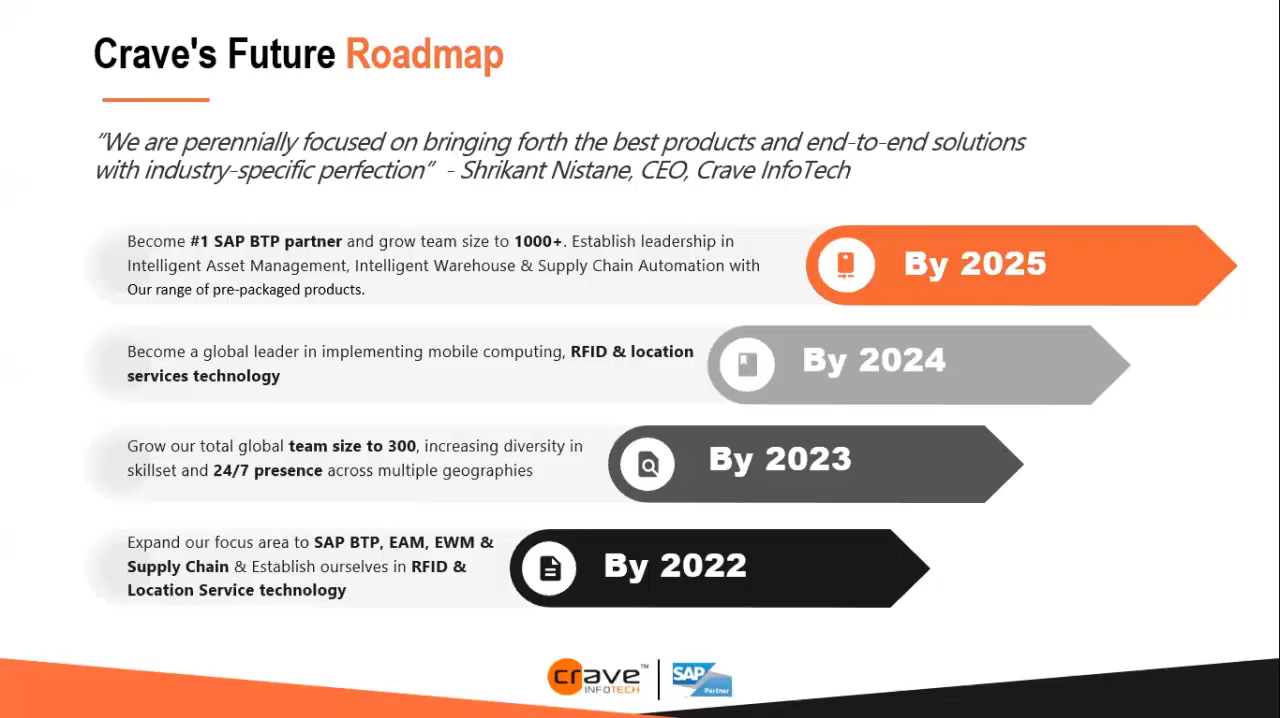 Crave's Future Roadmap
“We are perennially focused on bringing forth the best products and end-to-end solutions
with industry-specific perfection” - Shrikant Nistane, CEO, Crave InfoTech
Become #1 SAP BTP partner and grow team size to 1000+. Establish leadership in
Intelligent Asset Management, Intelligent Warehouse & Supply Chain Automation with
Our range of pre-packaged products.
By 2025
Become a global leader in implementing mobile computing, RFID & location
services technology
By 2024
Grow our total global team size to 300, increasing diversity in
skillset and 24/7 presence across multiple geographies
By 2023
Expand our focus area to SAP BTP, EAM, EWM &
Supply Chain & Establish ourselves in RFID &
Location Service technology
By 2022
crave™
INFOTECH
SAP
Partner